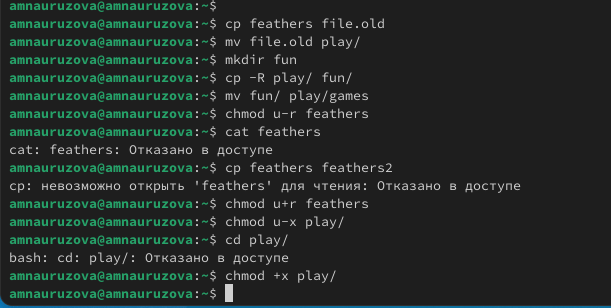 amnauruzova@amnauruzova:~$
amnauruzova@amnauruzova:~$ cp feathers file.old
amnauruzova@amnauruzova:~$ mv file.old play/
amnauruzova@amnauruzova:~$ mkdir fun
amnauruzova@amnauruzova:~$ cp -R play/ fun/
amnauruzova@amnauruzova:~$ mv fun/ play/games
amnauruzova@amnauruzova:~$ chmod u-r feathers
amnauruzova@amnauruzova:~$ cat feathers
cat: feathers: Отказано в доступе
amnauruzova@amnauruzova:~$ cp feathers feathers2
cp: невозможно открыть 'feathers' для чтения: Отказано в доступе
amnauruzova@amnauruzova:~$ chmod u+r feathers
amnauruzova@amnauruzova:~$ chmod u-x play/
amnauruzova@amnauruzova:~$ cd play/
bash: cd: play/: Отказано в доступе
amnauruzova@amnauruzova:~$ chmod +x play/
amnauruzova@amnauruzova:~$